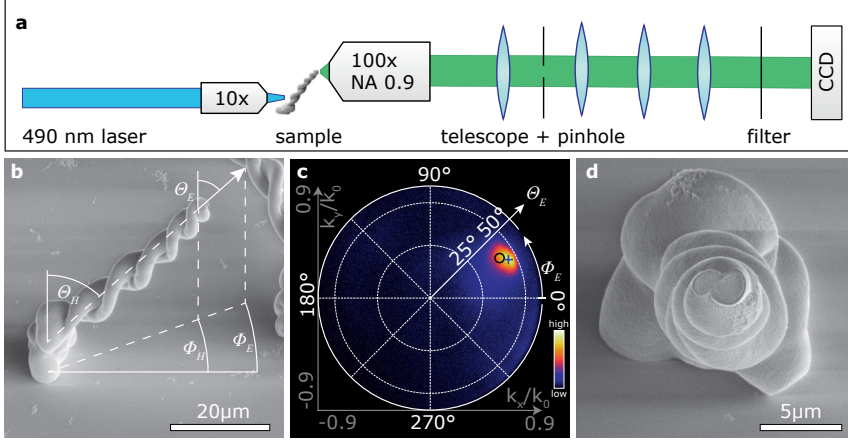 a
490 nm laser
10x
sample
100x
NA 0.9
telescope + pinhole
filter
CCD
b
Θ_E
Θ_H
Φ_H
Φ_E
20µm
c
90°
0.9
k_y/k_0
25° 50°
Θ_E
Φ_E
180°
0°
high
low
-0.9
k_x/k_0
-0.9
270°
0.9
d
5µm